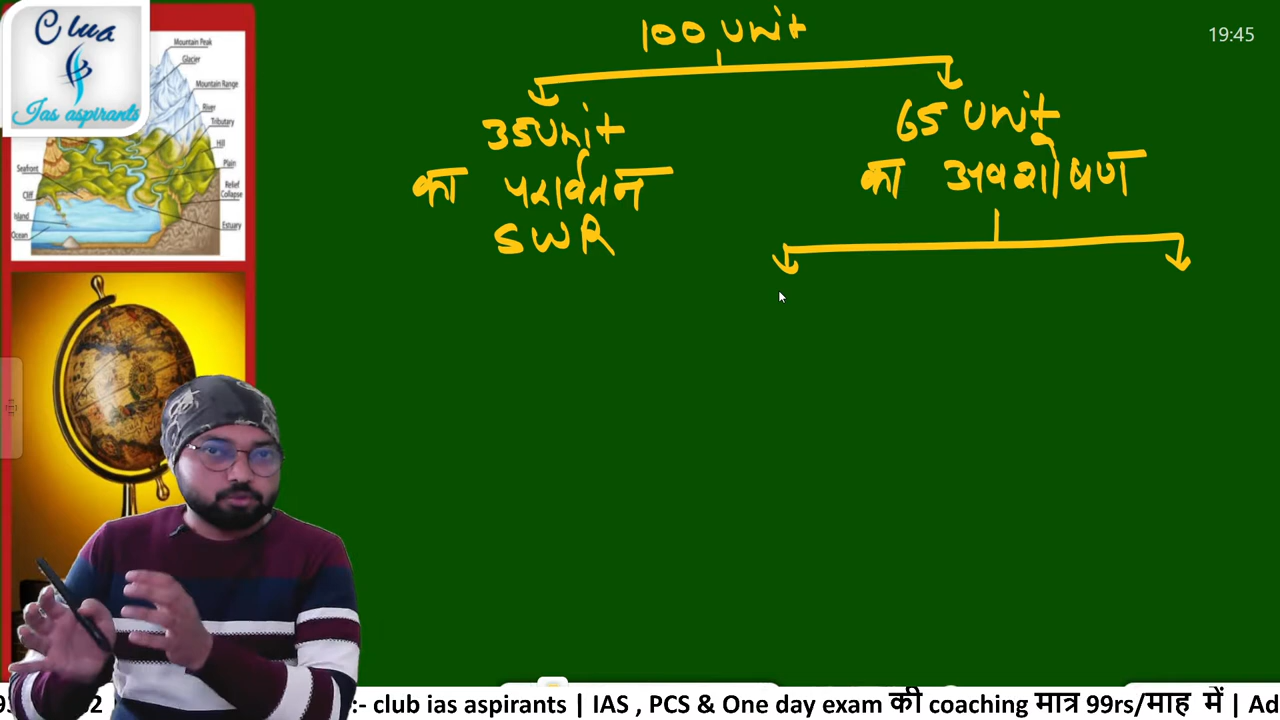 Clua
Ias aspirants
Mountain Peak
Glacier
Mountain Range
River
Tributary
Hill
Plain
Relief
Collapse
Estuary
Seafront
Cliff
Island
Ocean
19:45
100 Unit
35 Unit
का परावर्तन
SWR
65 Unit
का अवशोषण
:- club ias aspirants | IAS , PCS & One day exam की coaching मात्र 99rs/माह में | Ad